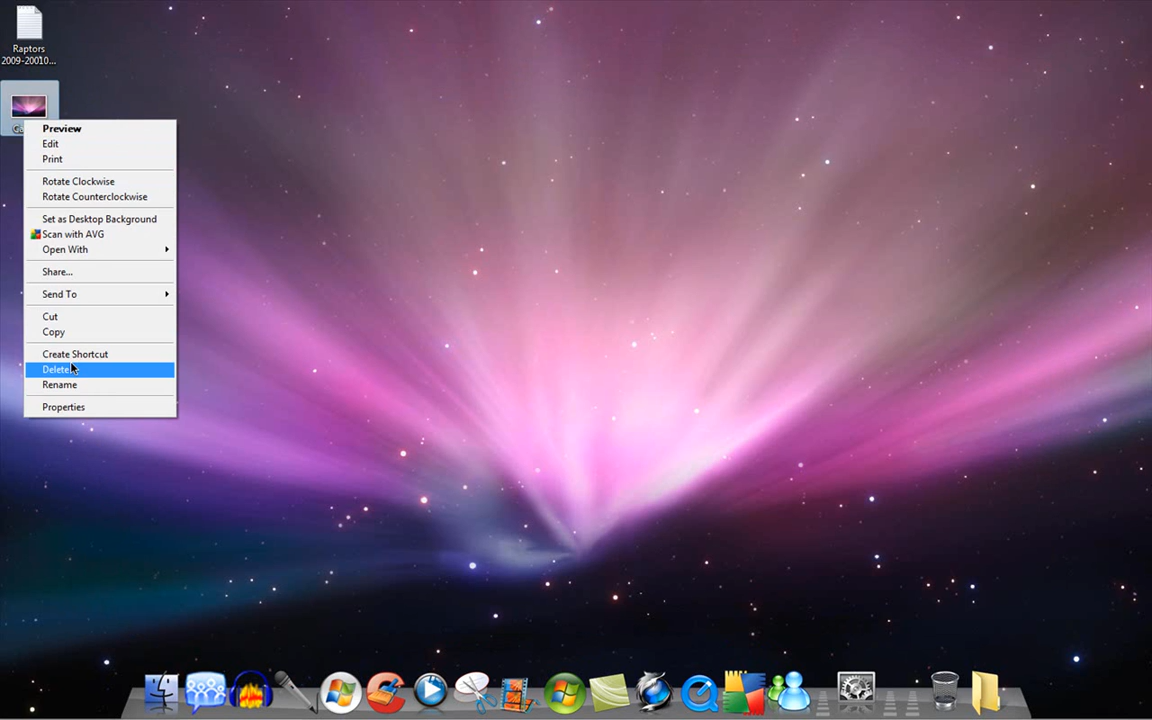 Raptors
2009-20010...
Preview
Edit
Print
Rotate Clockwise
Rotate Counterclockwise
Set as Desktop Background
Scan with AVG
Open With
Share...
Send To
Cut
Copy
Create Shortcut
Delete
Rename
Properties